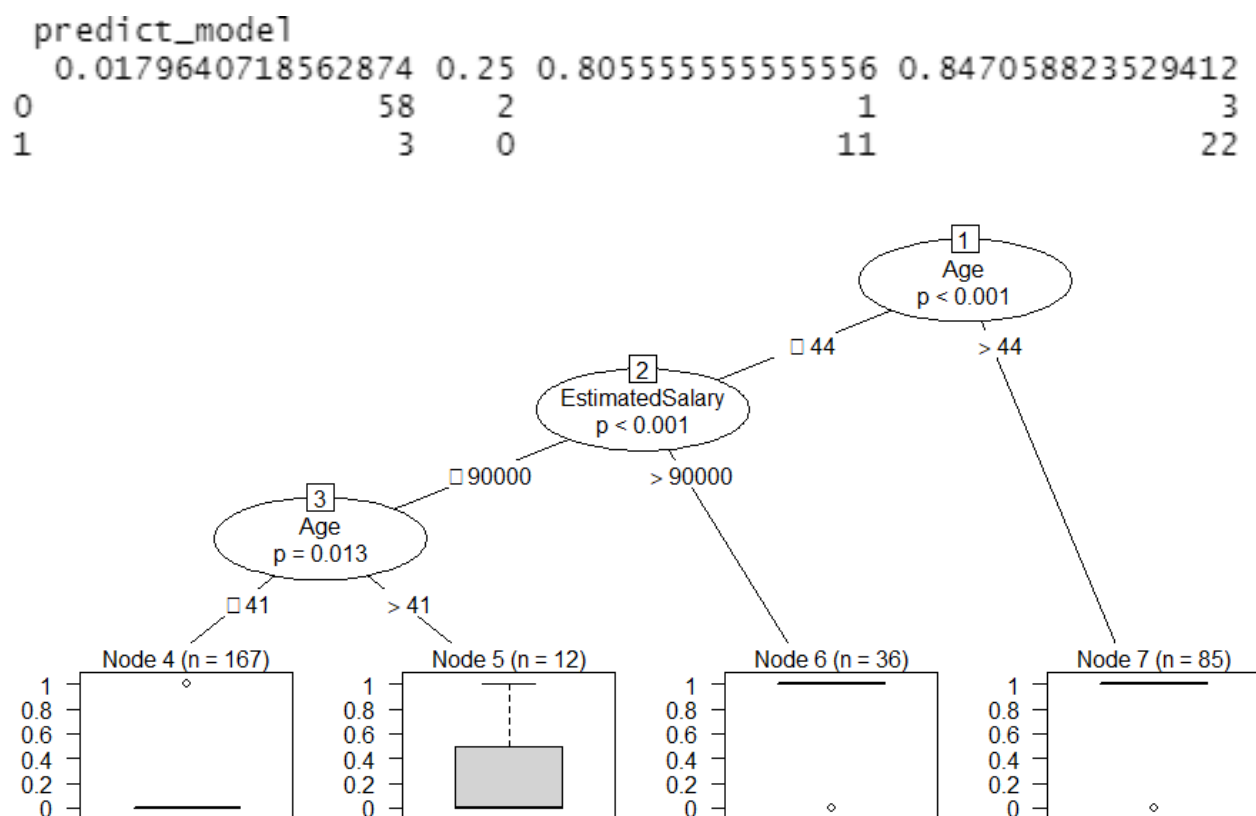 predict_model
0.0179640718562874 0.25 0.805555555555556 0.847058823529412
0 58 2 1 3
1 3 0 11 22
1
Age
p < 0.001
□ 44
> 44
2
EstimatedSalary
p < 0.001
□ 90000
> 90000
3
Age
p = 0.013
□ 41
> 41
Node 4 (n = 167)
1
0.8
0.6
0.4
0.2
0
Node 5 (n = 12)
1
0.8
0.6
0.4
0.2
0
Node 6 (n = 36)
1
0.8
0.6
0.4
0.2
0
Node 7 (n = 85)
1
0.8
0.6
0.4
0.2
0